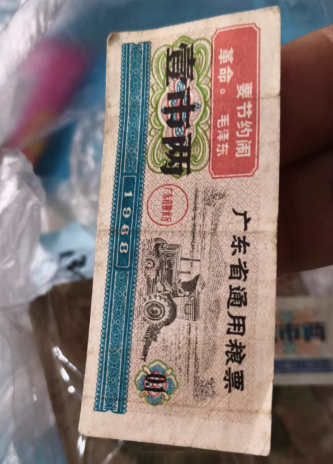 要节约闹
革命。 毛泽东
广东省通用粮票
壹市两
1968